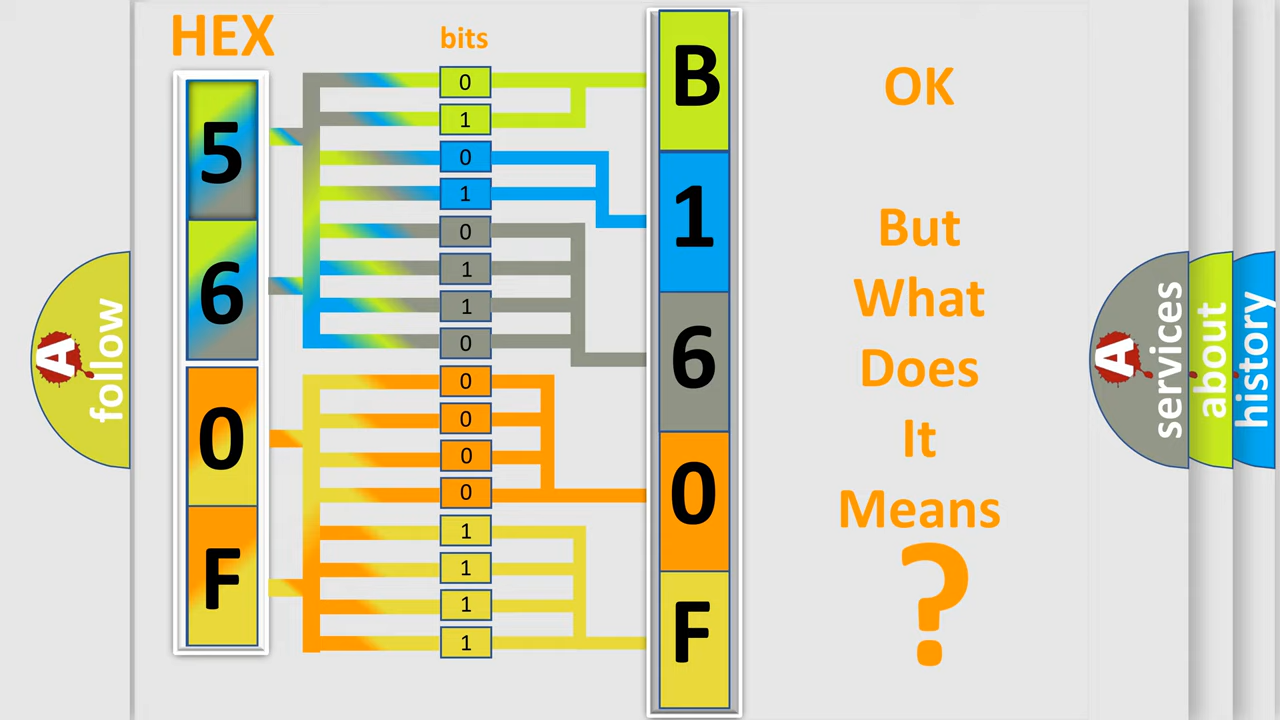 HEX
bits
5
6
0
F
0
1
0
1
0
1
1
0
0
0
0
0
1
1
1
1
B
1
6
0
F
OK
But
What
Does
It
Means
?
A
follow
A
services
about
history